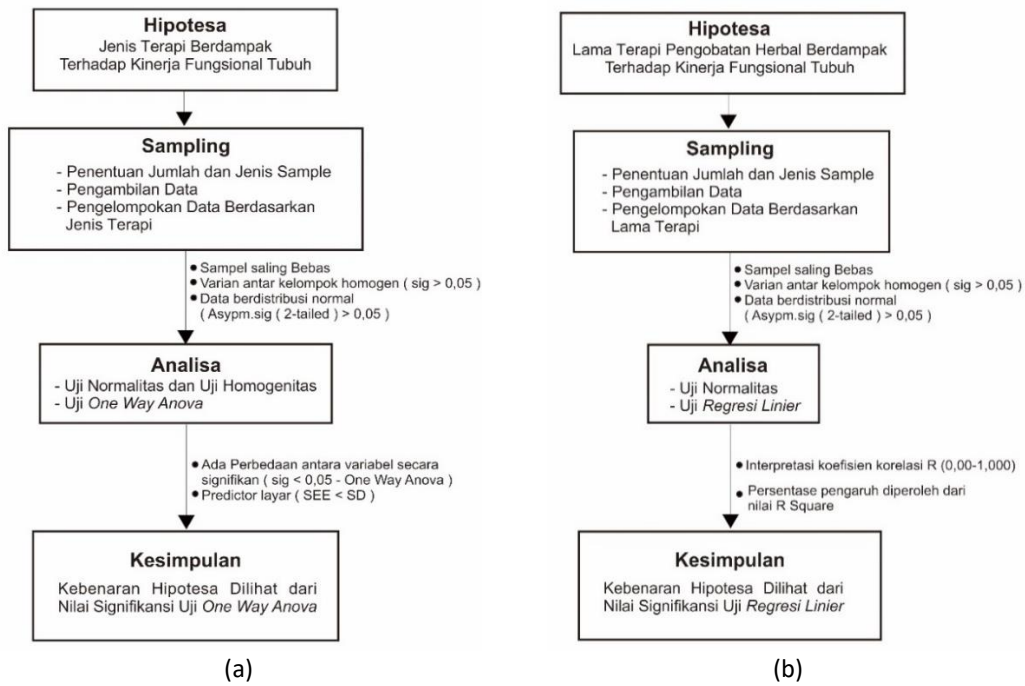 Hipotesa
Jenis Terapi Berdampak
Terhadap Kinerja Fungsional Tubuh
Sampling
- Penentuan Jumlah dan Jenis Sample
- Pengambilan Data
- Pengelompokan Data Berdasarkan
Jenis Terapi
● Sampel saling Bebas
● Varian antar kelompok homogen ( sig > 0,05 )
● Data berdistribusi normal
( Asypm.sig ( 2-tailed ) > 0,05 )
Analisa
- Uji Normalitas dan Uji Homogenitas
- Uji One Way Anova
● Ada Perbedaan antara variabel secara
signifikan ( sig < 0,05 - One Way Anova )
● Predictor layar ( SEE < SD )
Kesimpulan
Kebenaran Hipotesa Dilihat dari
Nilai Signifikansi Uji One Way Anova
(a)
Hipotesa
Lama Terapi Pengobatan Herbal Berdampak
Terhadap Kinerja Fungsional Tubuh
Sampling
- Penentuan Jumlah dan Jenis Sample
- Pengambilan Data
- Pengelompokan Data Berdasarkan
Lama Terapi
● Sampel saling Bebas
● Varian antar kelompok homogen ( sig > 0,05 )
● Data berdistribusi normal
( Asypm.sig ( 2-tailed ) > 0,05 )
Analisa
- Uji Normalitas
- Uji Regresi Linier
● Interpretasi koefisien korelasi R (0,00-1,000)
● Persentase pengaruh diperoleh dari
nilai R Square
Kesimpulan
Kebenaran Hipotesa Dilihat dari
Nilai Signifikansi Uji Regresi Linier
(b)